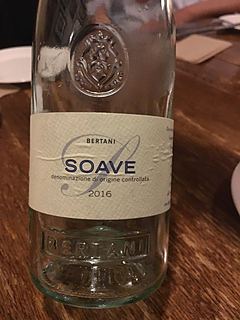 BERTANI
SOAVE
denominazione di origine controllata
2016
BERTANI